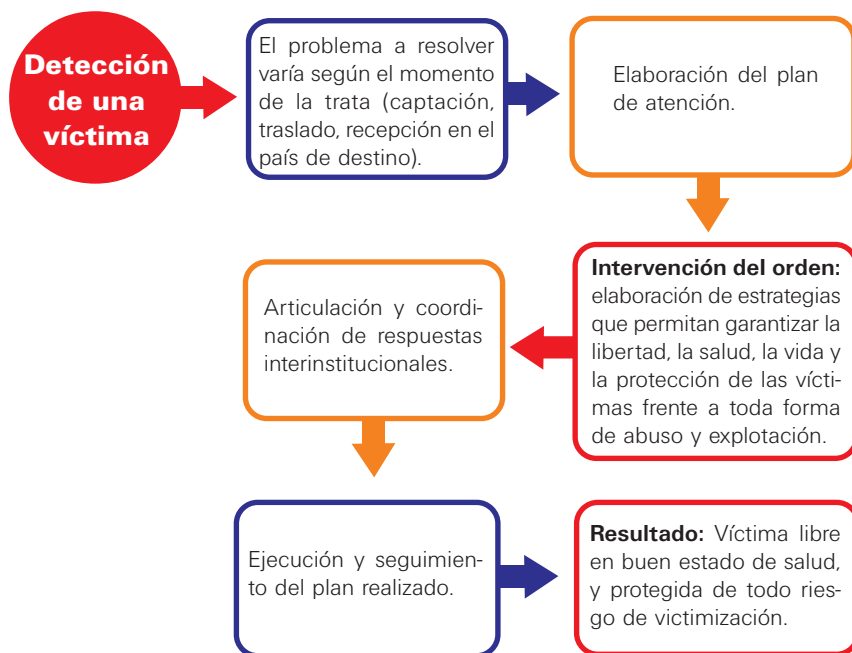 Detección
de una
víctima
El problema a resolver
varía según el momento
de la trata (captación,
traslado, recepción en el
país de destino).
Elaboración del plan
de atención.
Intervención del orden:
elaboración de estrategias
que permitan garantizar la
libertad, la salud, la vida y
la protección de las vícti-
mas frente a toda forma
de abuso y explotación.
Articulación y coordi-
nación de respuestas
interinstitucionales.
Ejecución y seguimien-
to del plan realizado.
Resultado: Víctima libre
en buen estado de salud,
y protegida de todo ries-
go de victimización.